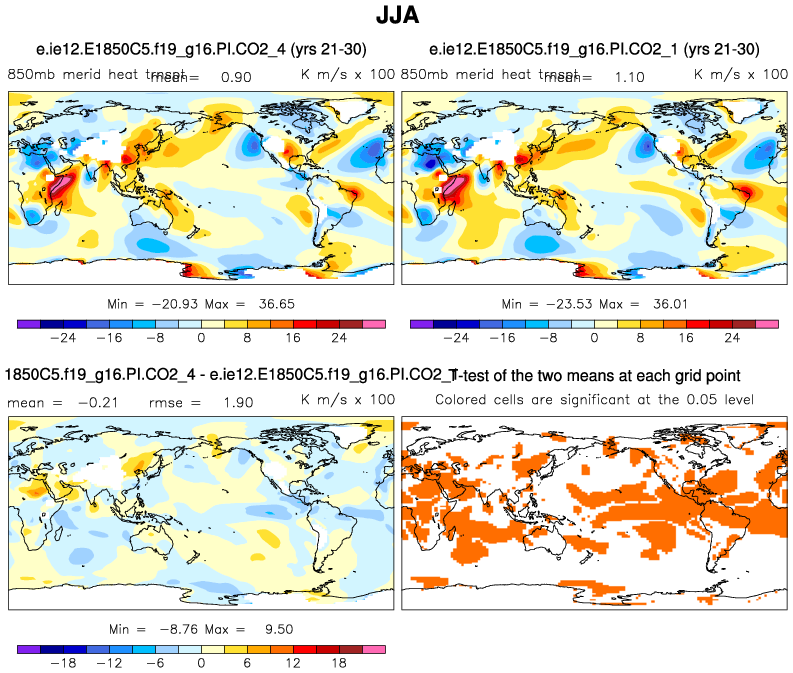 JJA
e.ie12.E1850C5.f19_g16.PI.CO2_4 (yrs 21-30) e.ie12.E1850C5.f19_g16.PI.CO2_1 (yrs 21-30)
850mb merid heat transpl mean= 0.90 K m/s x 100 850mb merid heat transpl mean= 1.10 K m/s x 100
Min = -20.93 Max = 36.65 Min = -23.53 Max = 36.01
-24 -16 -8 0 8 16 24 -24 -16 -8 0 8 16 24
1850C5.f19_g16.PI.CO2_4 - e.ie12.E1850C5.f19_g16.PI.CO2_1 T-test of the two means at each grid point
mean = -0.21 rmse = 1.90 K m/s x 100 Colored cells are significant at the 0.05 level
Min = -8.76 Max = 9.50
-18 -12 -6 0 6 12 18